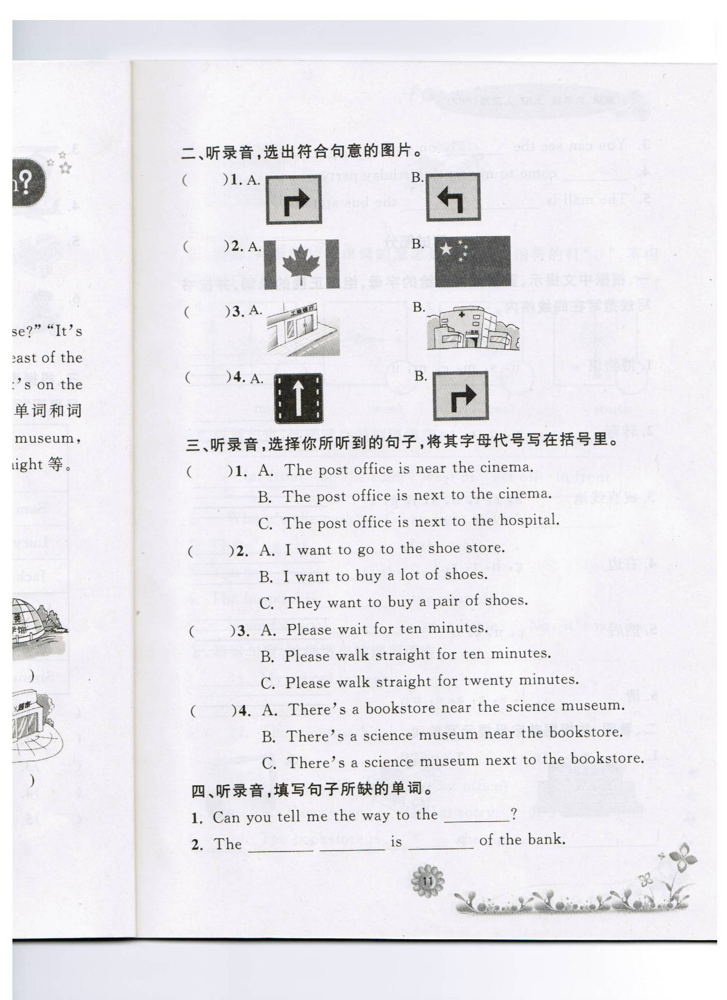 n?
se?” “It’s
east of the
t’s on the
单词和词
museum,
aight 等。
学馆
)
超市
)
二、听录音,选出符合句意的图片。
(    )1. A.    B.
(    )2. A.    B.
(    )3. A. 工商银行    B. 医院
(    )4. A.    B.
三、听录音,选择你所听到的句子,将其字母代号写在括号里。
(    )1. A. The post office is near the cinema.
B. The post office is next to the cinema.
C. The post office is next to the hospital.
(    )2. A. I want to go to the shoe store.
B. I want to buy a lot of shoes.
C. They want to buy a pair of shoes.
(    )3. A. Please wait for ten minutes.
B. Please walk straight for ten minutes.
C. Please walk straight for twenty minutes.
(    )4. A. There’s a bookstore near the science museum.
B. There’s a science museum near the bookstore.
C. There’s a science museum next to the bookstore.
四、听录音,填写句子所缺的单词。
1. Can you tell me the way to the ________?
2. The ________ ________ is ________ of the bank.
11